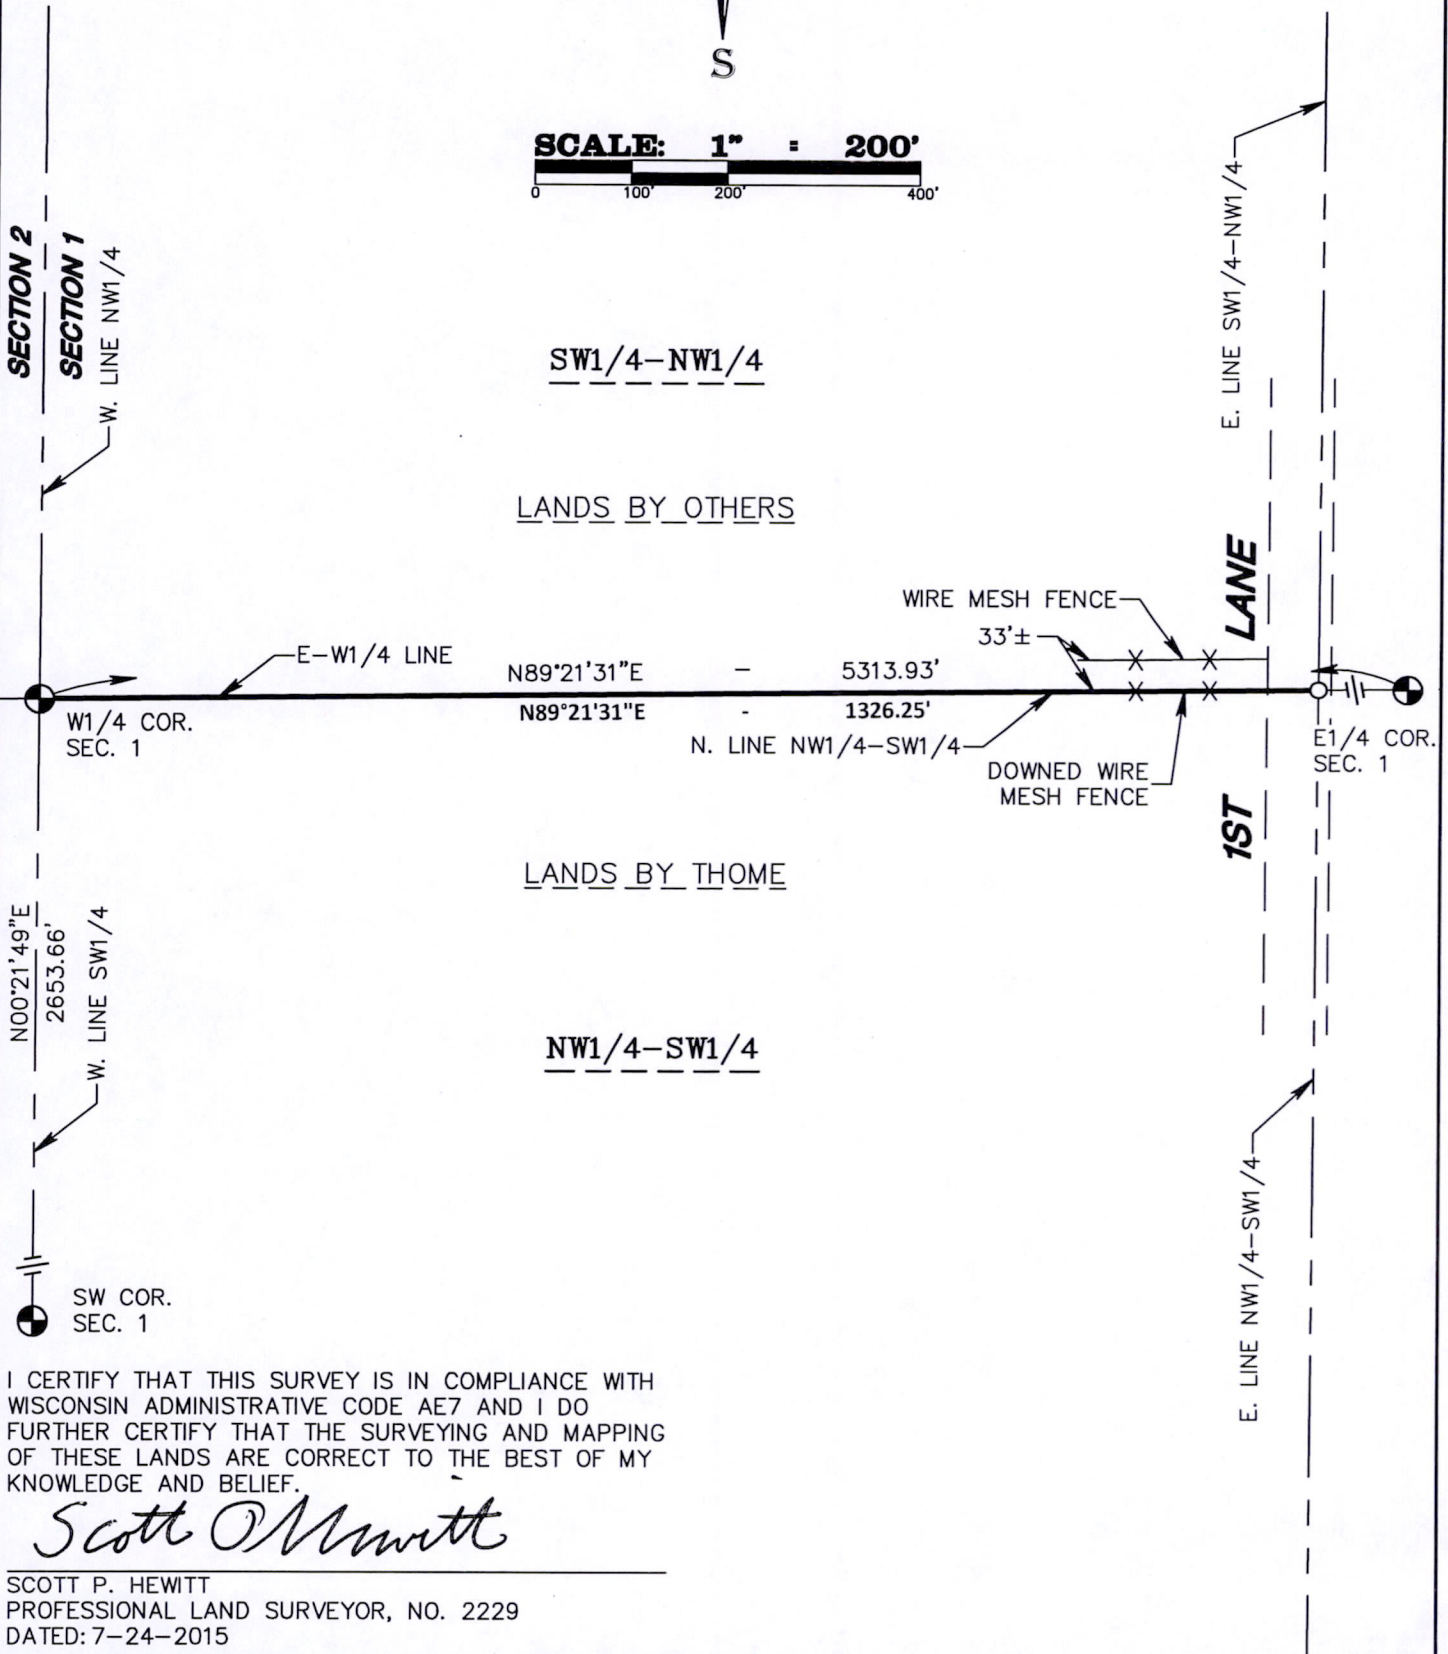 S
SCALE: 1" = 200'
0 100' 200' 400'
SECTION 2
SECTION 1
W. LINE NW1/4
E. LINE SW1/4-NW1/4
SW1/4-NW1/4
LANDS BY OTHERS
WIRE MESH FENCE
33'±
LANE
E-W1/4 LINE
N89°21'31"E - 5313.93'
N89°21'31"E - 1326.25'
W1/4 COR.
SEC. 1
N. LINE NW1/4-SW1/4
E1/4 COR.
SEC. 1
DOWNED WIRE
MESH FENCE
1ST
LANDS BY THOME
N00°21'49"E
2653.66'
W. LINE SW1/4
NW1/4-SW1/4
E. LINE NW1/4-SW1/4
SW COR.
SEC. 1
I CERTIFY THAT THIS SURVEY IS IN COMPLIANCE WITH
WISCONSIN ADMINISTRATIVE CODE AE7 AND I DO
FURTHER CERTIFY THAT THE SURVEYING AND MAPPING
OF THESE LANDS ARE CORRECT TO THE BEST OF MY
KNOWLEDGE AND BELIEF.
Scott
SCOTT P. HEWITT
PROFESSIONAL LAND SURVEYOR, NO. 2229
DATED: 7-24-2015